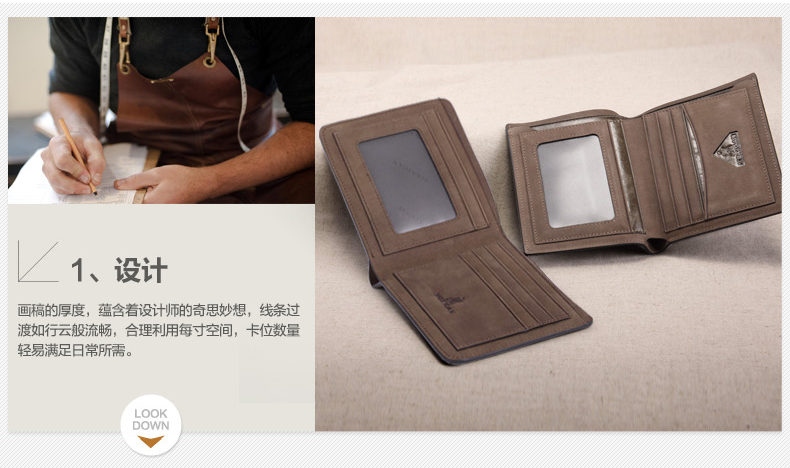 1、设计
画稿的厚度，蕴含着设计师的奇思妙想，线条过
渡如行云般流畅，合理利用每寸空间，卡位数量
轻易满足日常所需。
LOOK
DOWN